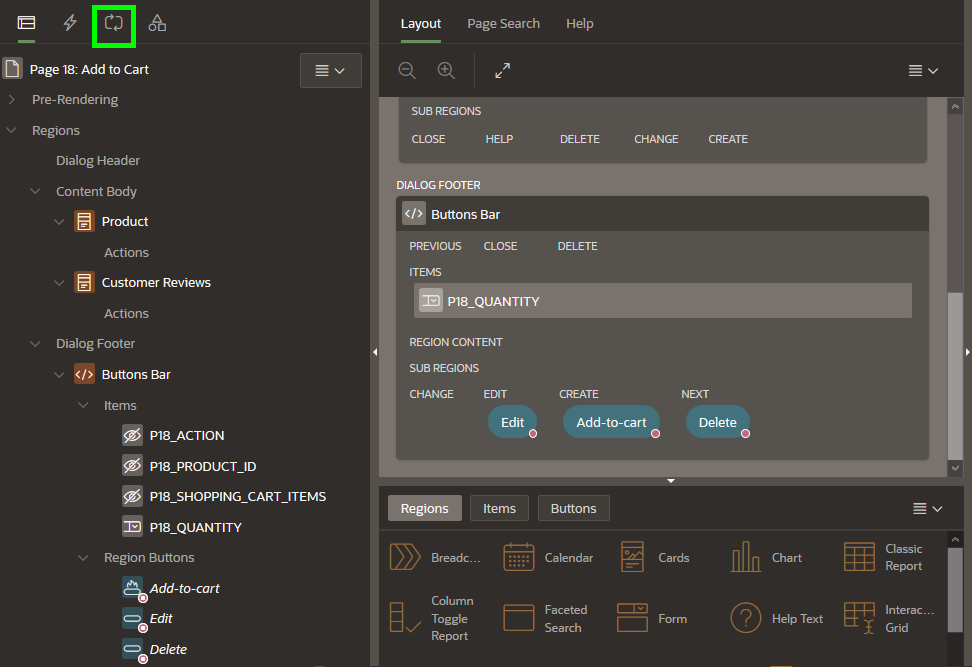 Layout
Page Search
Help
Page 18: Add to Cart
Pre-Rendering
Regions
Dialog Header
Content Body
Product
Actions
Customer Reviews
Actions
Dialog Footer
Buttons Bar
Items
P18_ACTION
P18_PRODUCT_ID
P18_SHOPPING_CART_ITEMS
P18_QUANTITY
Region Buttons
Add-to-cart
Edit
Delete
SUB REGIONS
CLOSE HELP DELETE CHANGE CREATE
DIALOG FOOTER
Buttons Bar
PREVIOUS CLOSE DELETE
ITEMS
P18_QUANTITY
REGION CONTENT
SUB REGIONS
CHANGE EDIT CREATE NEXT
Edit Add-to-cart Delete
Regions Items Buttons
Breadc...
Calendar
Cards
Chart
Classic
Report
Column
Toggle
Report
Faceted
Search
Form
Help Text
Interac...
Grid